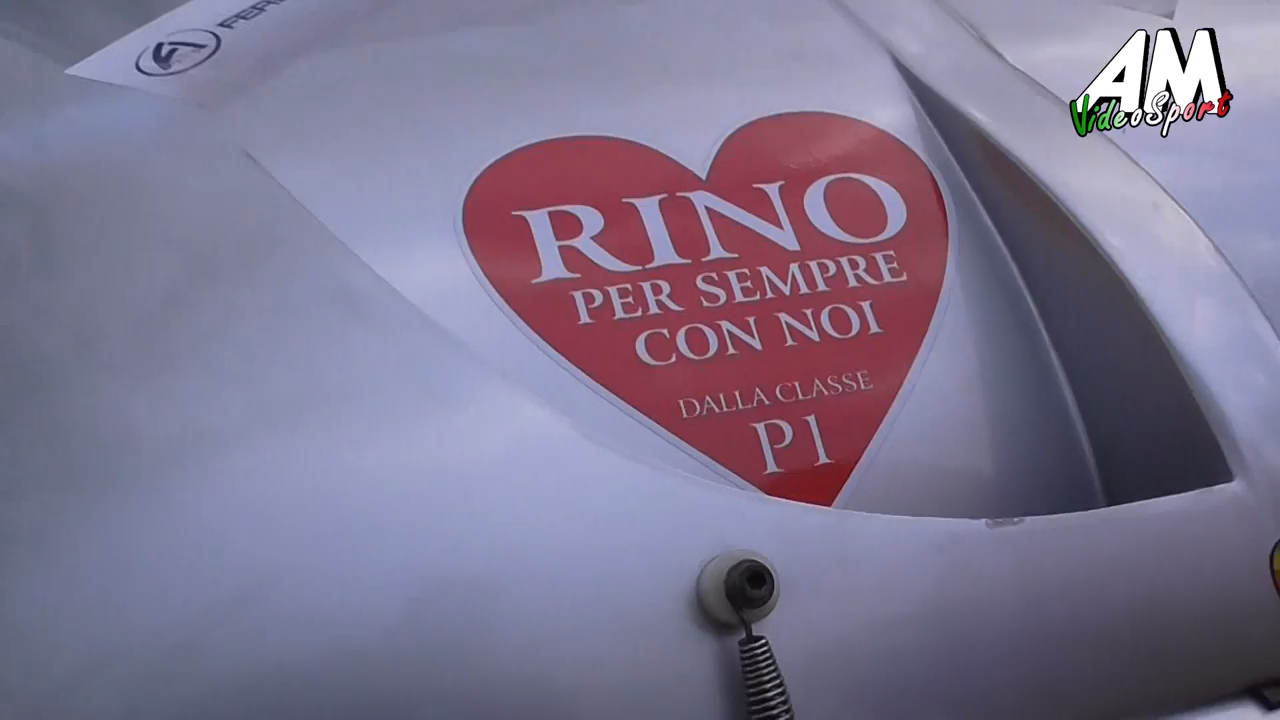 AM
VideoSport
RINO
PER SEMPRE
CON NOI
DALLA CLASSE
P1